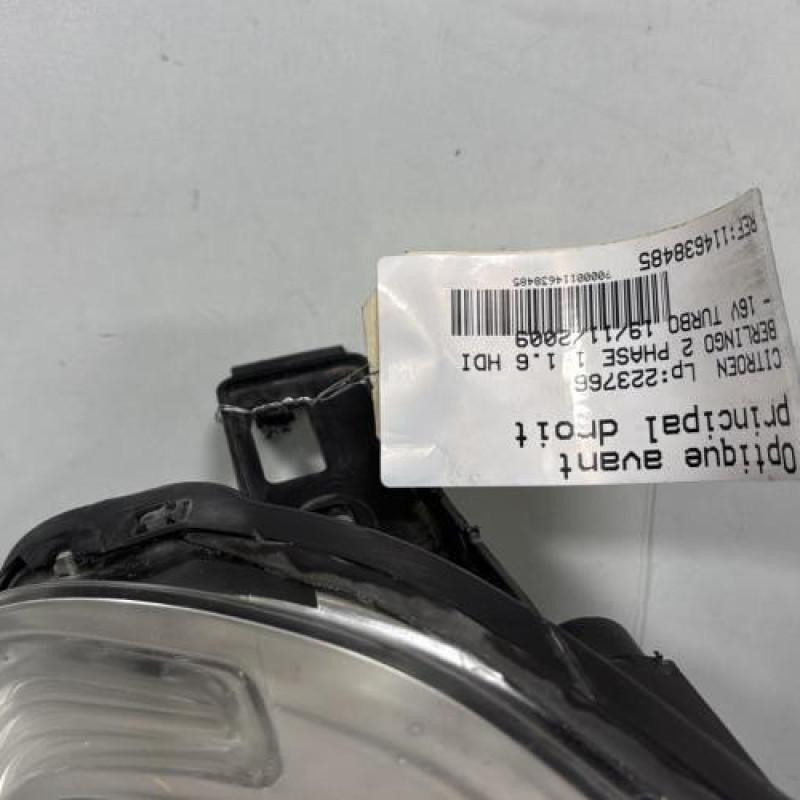 Optique avant
principal droit
CITROEN Lp:223766
BERLINGO 2 PHASE 1 1.6 HDI
- 16V TURBO 19/11/2009
?0000114638485
REF:114638485